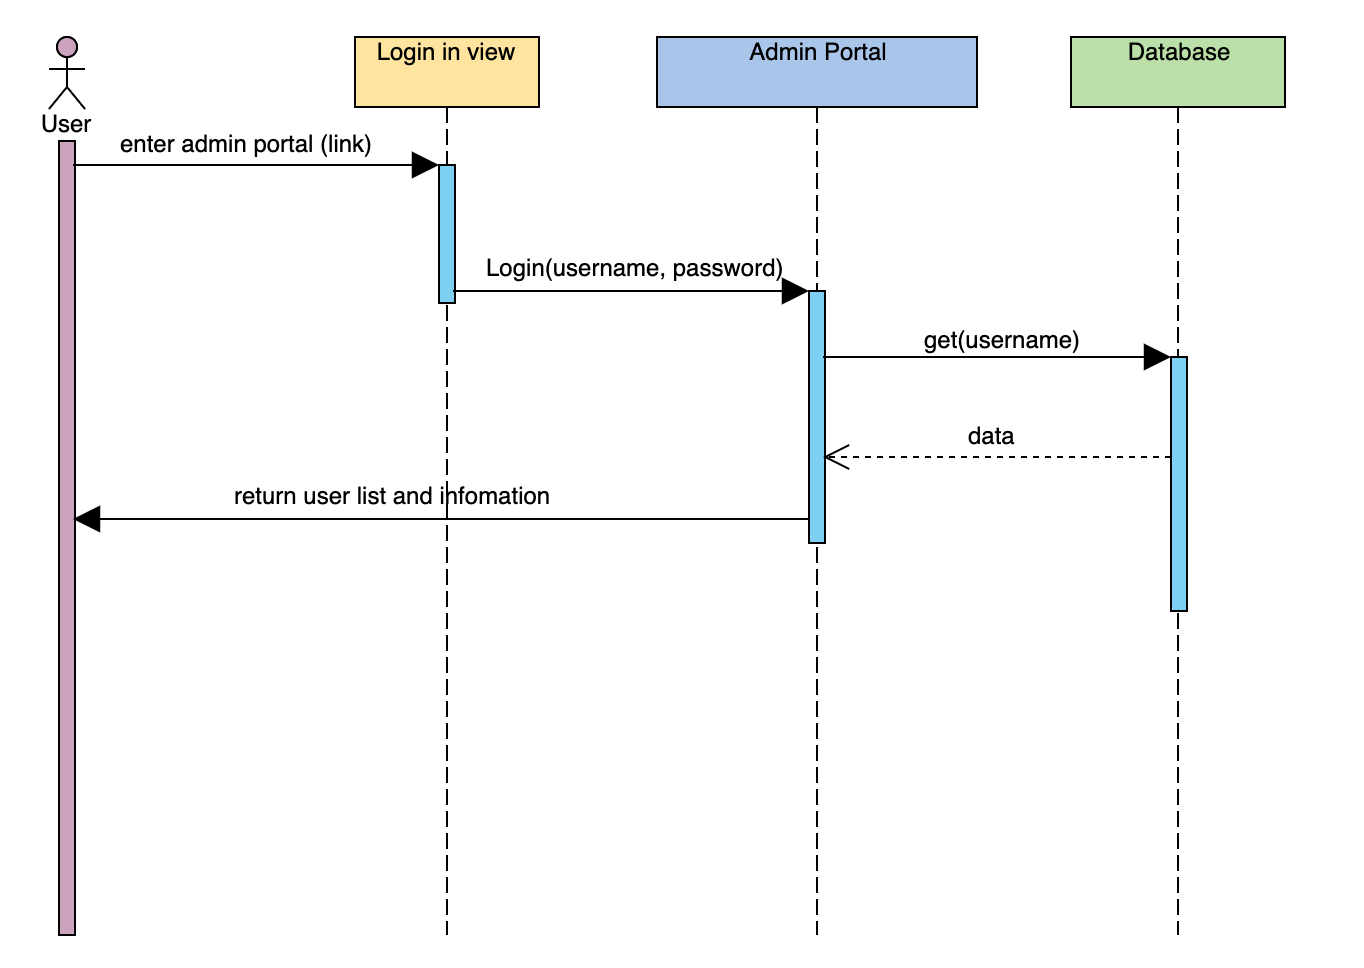 Login in view
Admin Portal
Database
User
enter admin portal (link)
Login(username, password)
get(username)
data
return user list and infomation